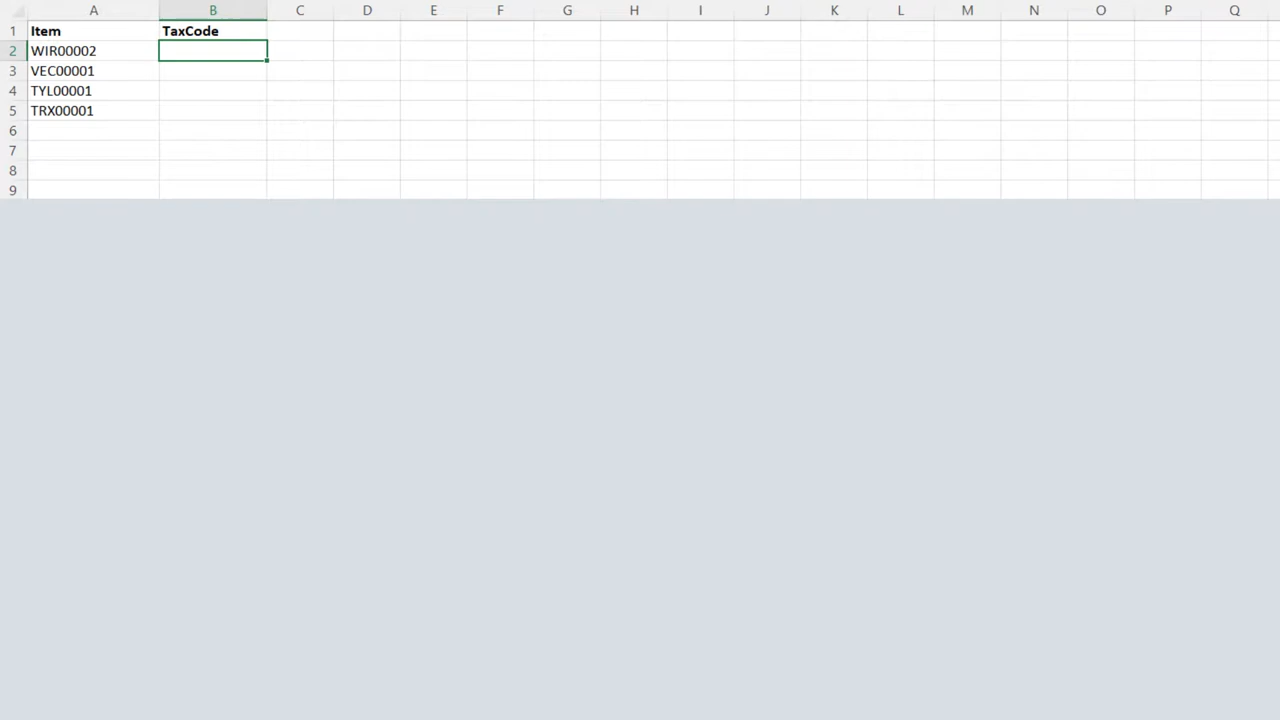 A B C D E F G H I J K L M N O P Q
1 Item TaxCode
2 WIR00002
3 VEC00001
4 TYL00001
5 TRX00001
6
7
8
9